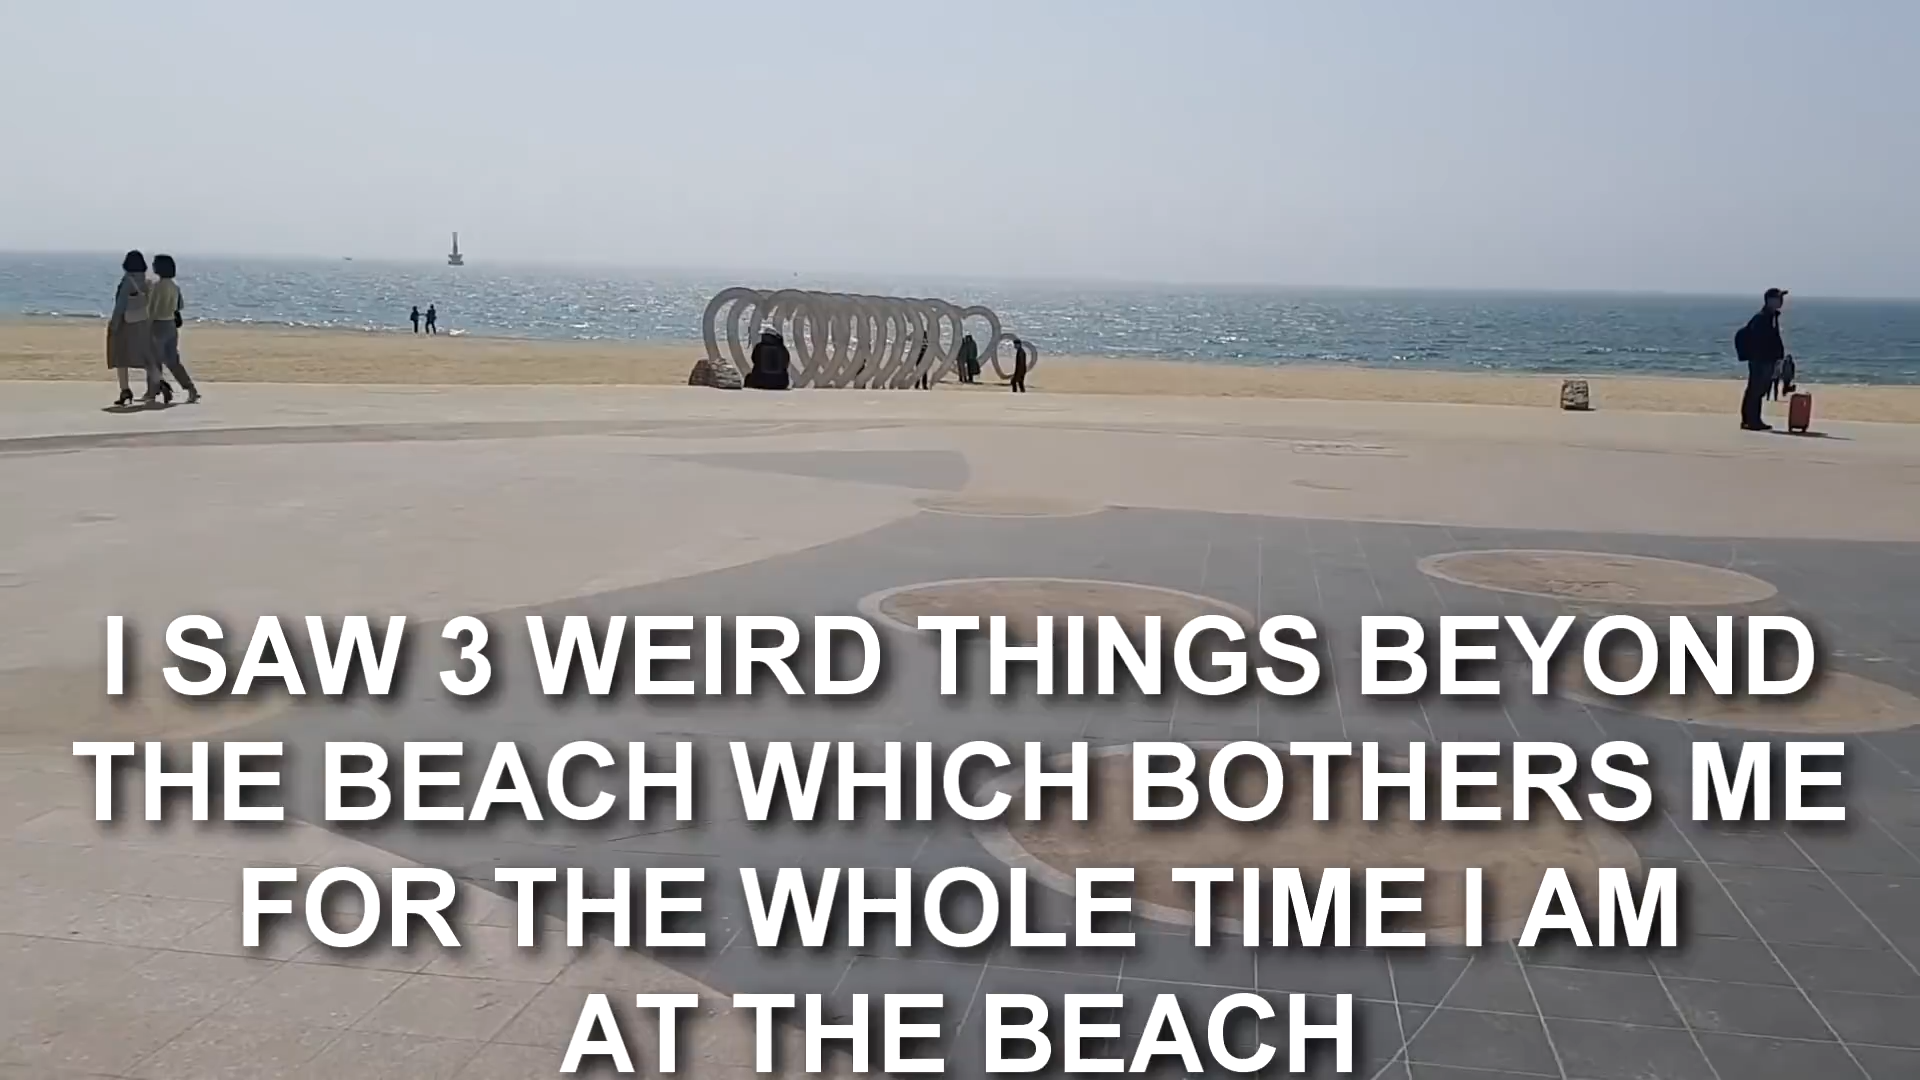 I SAW 3 WEIRD THINGS BEYOND
THE BEACH WHICH BOTHERS ME
FOR THE WHOLE TIME I AM
AT THE BEACH